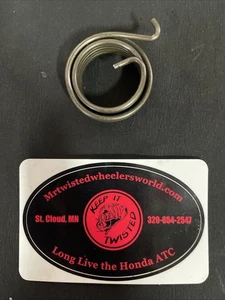 Mrtwistedwheelersworld.com
KEEP IT
St. Cloud, MN
320-654-2547
TWISTED
Long Live the Honda ATC